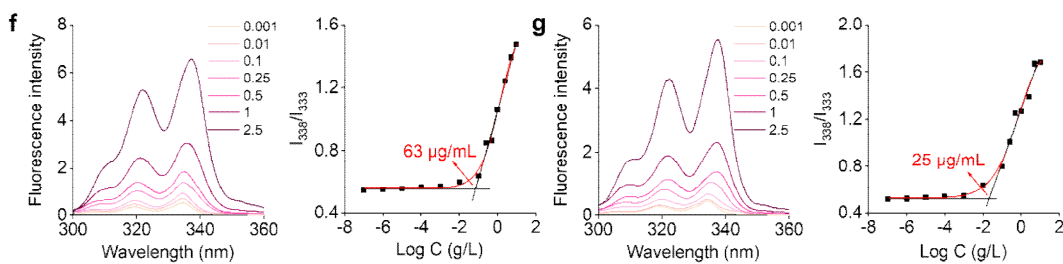 f
Fluorescence intensity
8
6
4
2
0
300 320 340 360
Wavelength (nm)
0.001
0.01
0.1
0.25
0.5
1
2.5
I338/I333
1.6
1.2
0.8
0.4
63 μg/mL
-8 -6 -4 -2 0 2
Log C (g/L)
g
Fluorescence intensity
6
4
2
0
300 320 340 360
Wavelength (nm)
0.001
0.01
0.1
0.25
0.5
1
2.5
I338/I333
2.0
1.6
1.2
0.8
0.4
25 μg/mL
-8 -6 -4 -2 0 2
Log C (g/L)